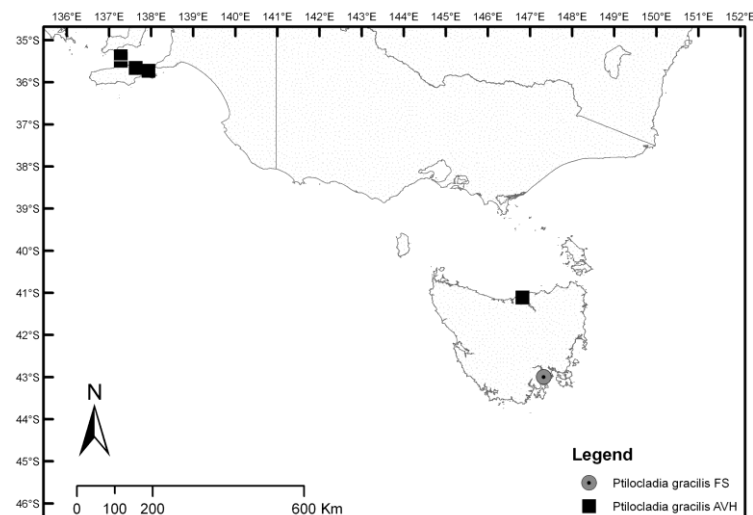 136°E 137°E 138°E 139°E 140°E 141°E 142°E 143°E 144°E 145°E 146°E 147°E 148°E 149°E 150°E 151°E 152°E
35°S
36°S
37°S
38°S
39°S
40°S
41°S
42°S
43°S
44°S
45°S
46°S
N
0 100 200 600 Km
Legend
Ptilocladia gracilis FS
Ptilocladia gracilis AVH